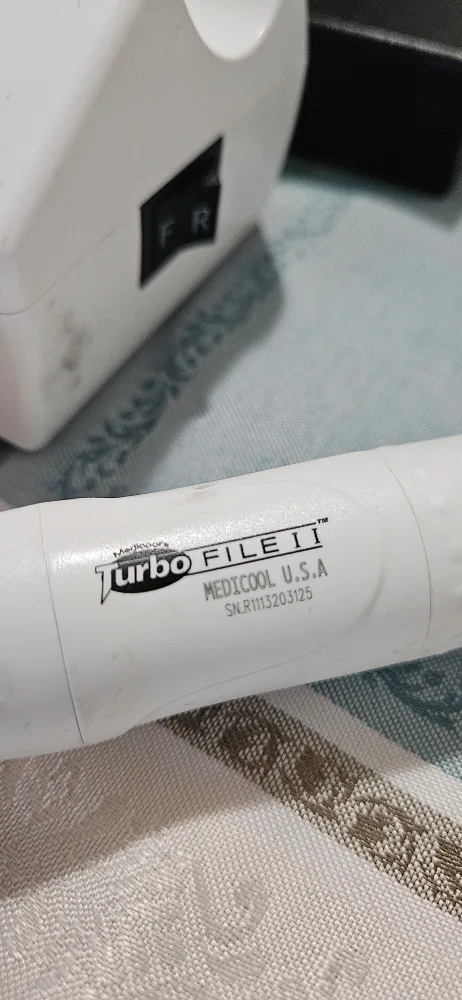 F R
Medicool's
Turbo FILE II™
MEDICOOL U.S.A
SN.R1113203125